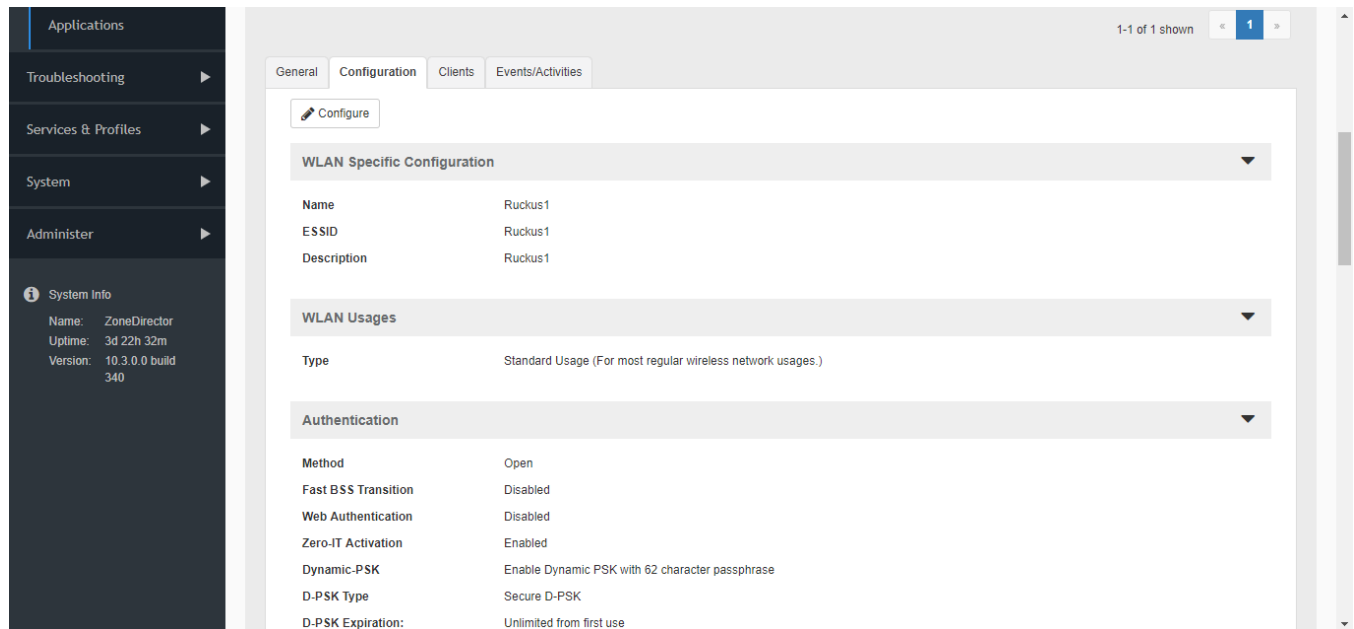 Applications
Troubleshooting
Services & Profiles
System
Administer
System Info
Name: ZoneDirector
Uptime: 3d 22h 32m
Version: 10.3.0.0 build
340
1-1 of 1 shown « 1 »
General Configuration Clients Events/Activities
Configure
WLAN Specific Configuration
Name Ruckus1
ESSID Ruckus1
Description Ruckus1
WLAN Usages
Type Standard Usage (For most regular wireless network usages.)
Authentication
Method Open
Fast BSS Transition Disabled
Web Authentication Disabled
Zero-IT Activation Enabled
Dynamic-PSK Enable Dynamic PSK with 62 character passphrase
D-PSK Type Secure D-PSK
D-PSK Expiration: Unlimited from first use